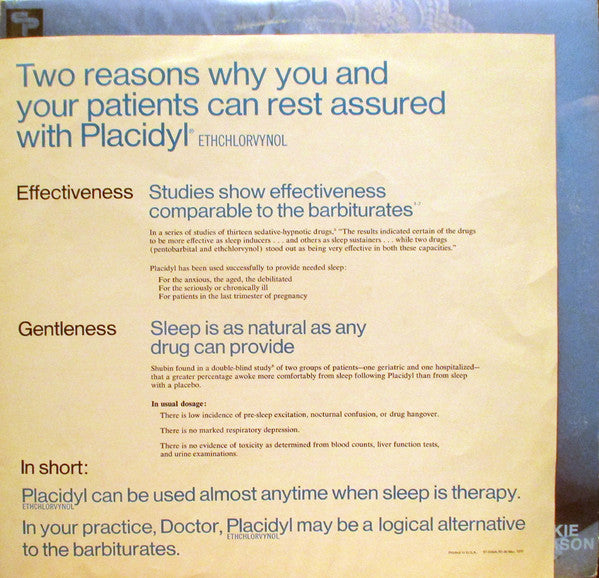 Two reasons why you and
your patients can rest assured
with Placidyl® ETHCHLORVYNOL
Effectiveness
Studies show effectiveness
comparable to the barbiturates
In a series of studies of thirteen sedative-hypnotic drugs, "The results indicated certain of the drugs
to be more effective as sleep inducers . . . and others as sleep sustainers . . . while two drugs
(pentobarbital and ethchlorvynol) stood out as being very effective in both these capacities."
Placidyl has been used successfully to provide needed sleep:
For the anxious, the aged, the debilitated
For the seriously or chronically ill
For patients in the last trimester of pregnancy
Gentleness
Sleep is as natural as any
drug can provide
Shubin found in a double-blind study of two groups of patients—one geriatric and one hospitalized—
that a greater percentage awoke more comfortably from sleep following Placidyl than from sleep
with a placebo.
In usual dosage:
There is low incidence of pre-sleep excitation, nocturnal confusion, or drug hangover.
There is no marked respiratory depression.
There is no evidence of toxicity as determined from blood counts, liver function tests,
and urine examinations.
In short:
Placidyl can be used almost anytime when sleep is therapy.
ETHCHLORVYNOL
In your practice, Doctor, Placidyl may be a logical alternative
ETHCHLORVYNOL
to the barbiturates.
Printed in U.S.A.
KIE
SON